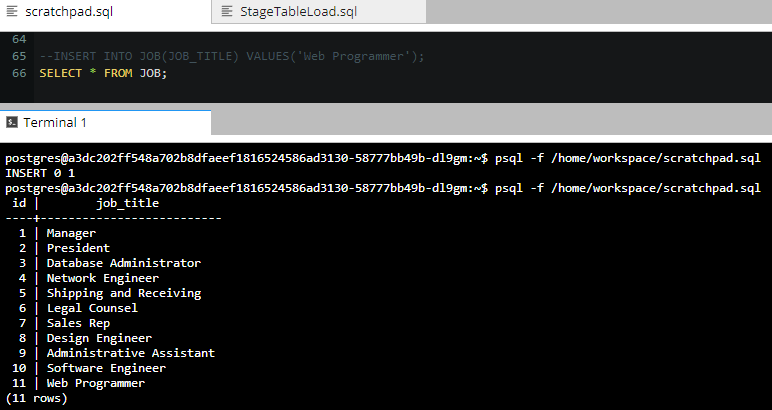 scratchpad.sql
StageTableLoad.sql
64
65 --INSERT INTO JOB(JOB_TITLE) VALUES('Web Programmer');
66 SELECT * FROM JOB;
Terminal 1
postgres@a3dc202ff548a702b8dfaeef1816524586ad3130-58777bb49b-dl9gm:~$ psql -f /home/workspace/scratchpad.sql
INSERT 0 1
postgres@a3dc202ff548a702b8dfaeef1816524586ad3130-58777bb49b-dl9gm:~$ psql -f /home/workspace/scratchpad.sql
 id |        job_title
----+-------------------------
  1 | Manager
  2 | President
  3 | Database Administrator
  4 | Network Engineer
  5 | Shipping and Receiving
  6 | Legal Counsel
  7 | Sales Rep
  8 | Design Engineer
  9 | Administrative Assistant
 10 | Software Engineer
 11 | Web Programmer
(11 rows)